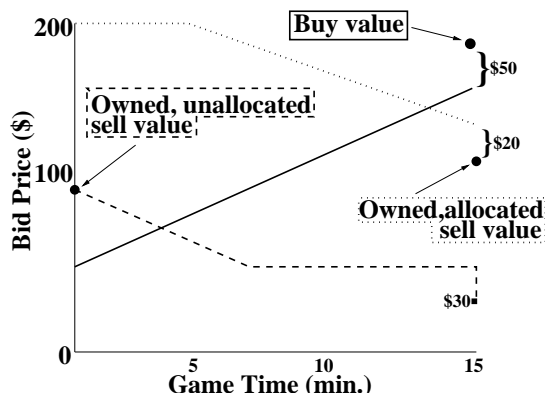 200
Buy value
$50
Owned, unallocated
sell value
$20
100
Owned,allocated
sell value
$30
0
5
10
15
Game Time (min.)
Bid Price ($)